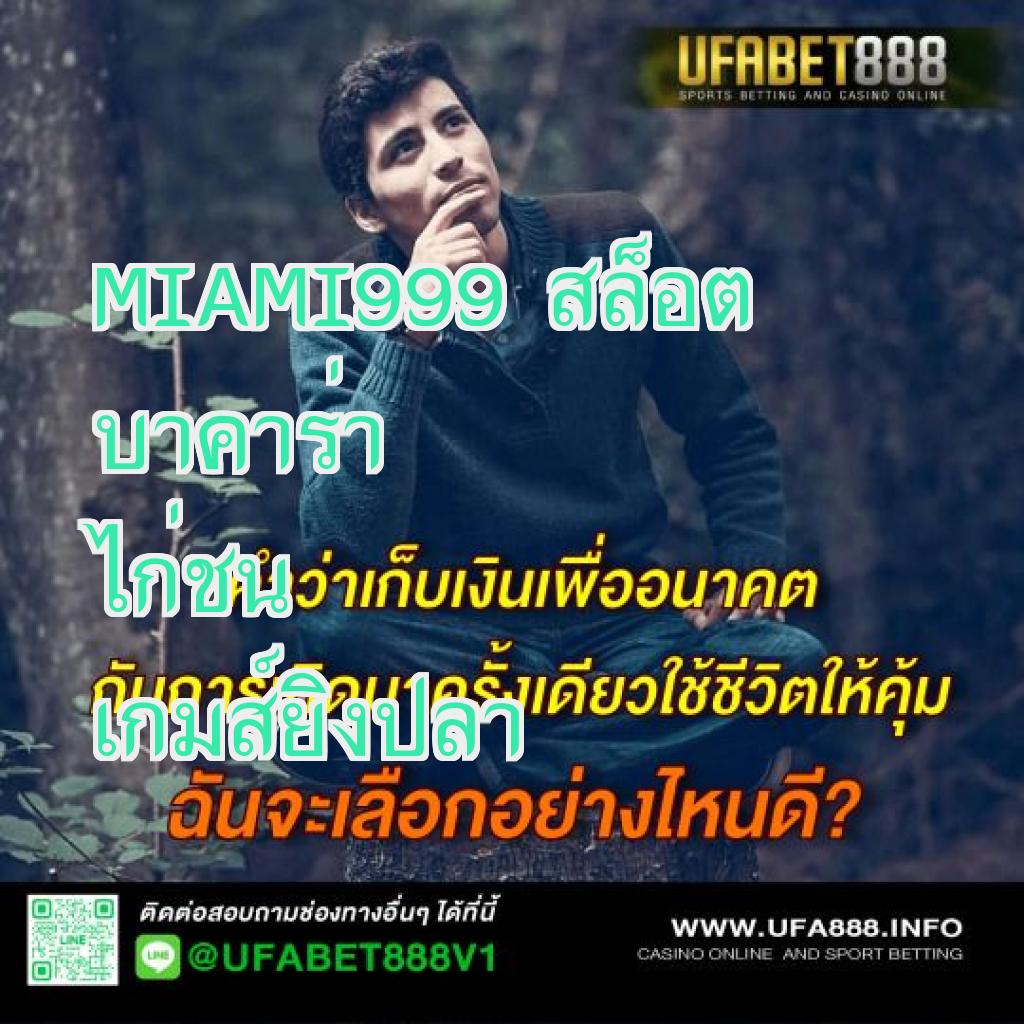 UFABET888
SPORTS BETTING AND CASINO ONLINE
MIAMI999 สล็อต
บาคาร่า
ไก่ชน
ว่าเก็บเงินเพื่ออนาคต
เกมส์ยิงปลา
ครั้งเดียวใช้ชีวิตให้คุ้ม
ฉันจะเลือกอย่างไหนดี?
ติดต่อสอบถามช่องทางอื่นๆ ได้ที่นี้
LINE
LINE @UFABET888V1
WWW.UFA888.INFO
CASINO ONLINE AND SPORT BETTING